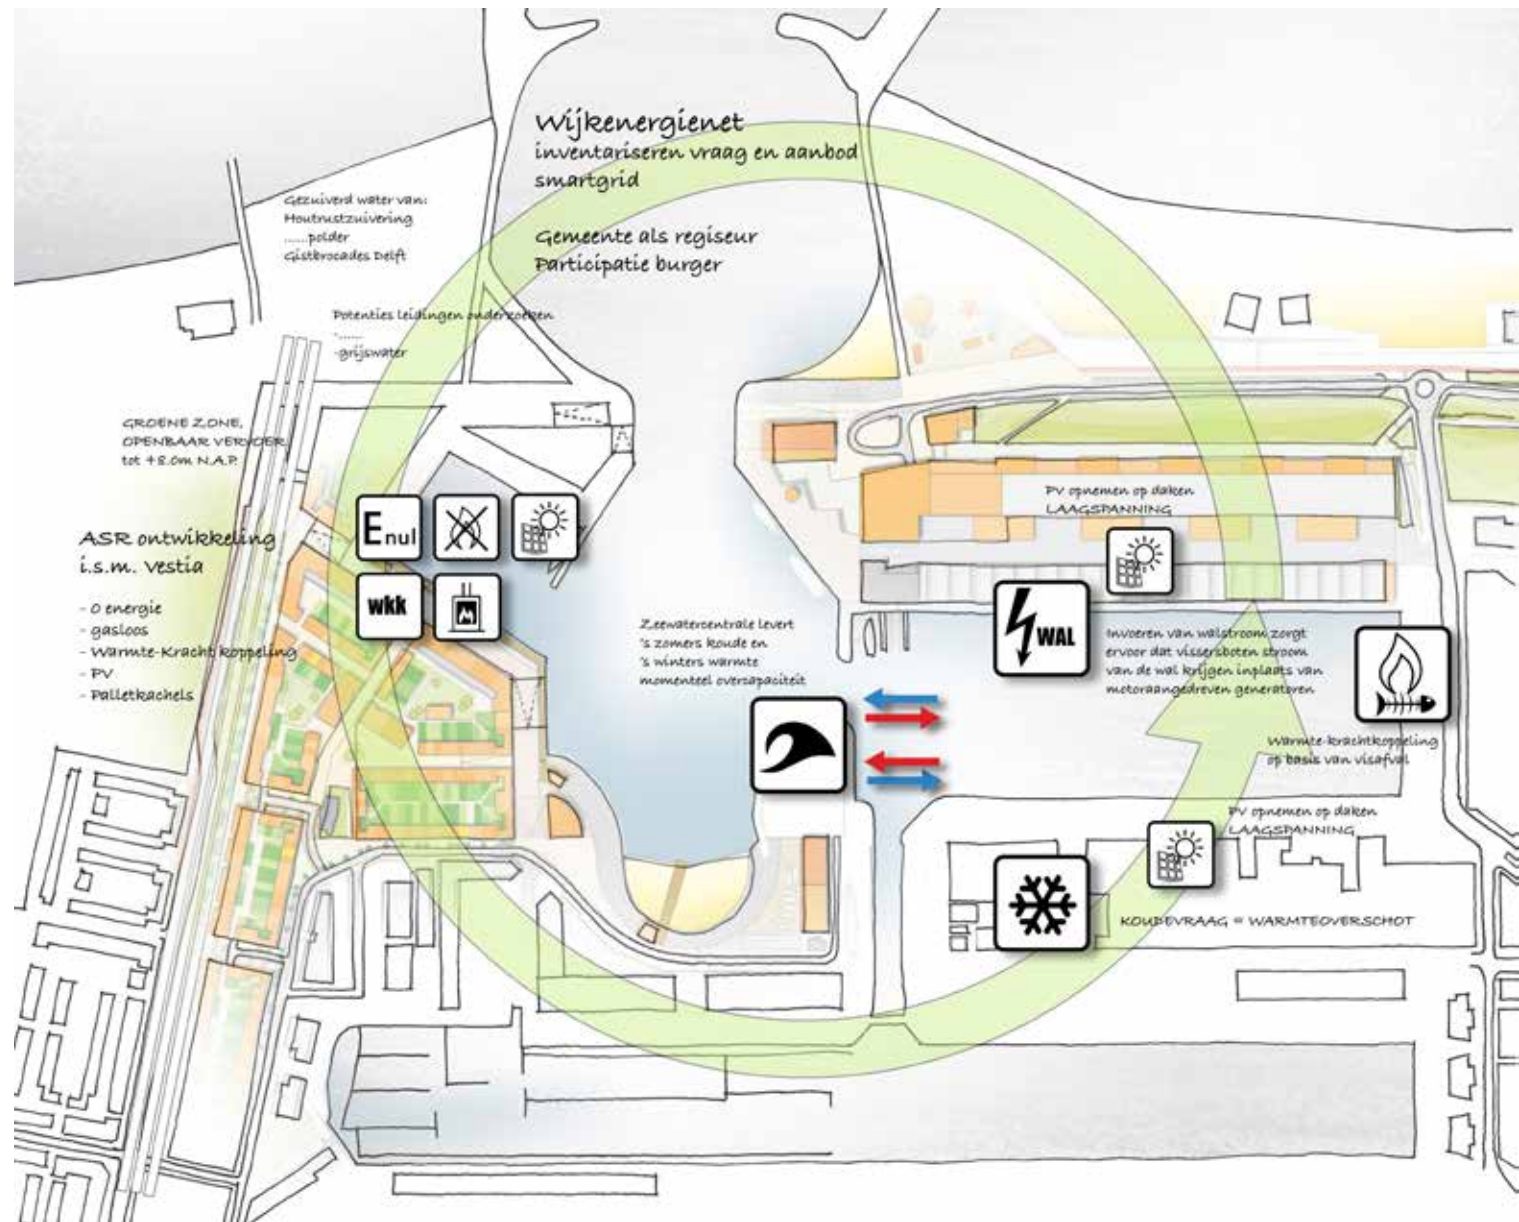 Wijkenergienet
inventariseren vraag en aanbod
smartgrid
Gemeente als regiseur
Participatie burger
Gezuiverd water van:
Houtrustzuivering
......polder
Gistbrocades Delft
Potenties leidingen onderzoeken
-......
-grijswater
GROENE ZONE,
OPENBAAR VERVOER
tot +8.0m N.A.P.
ASR ontwikkeling
i.s.m. Vestia
- 0 energie
- gasloos
- Warmte-Kracht koppeling
- PV
- Palletkachels
Enul
wkk
Zeewatercentrale levert
's zomers koude en
's winters warmte
momenteel overcapaciteit
PV opnemen op daken
LAAGSPANNING
WAL
Invoeren van walstroom zorgt
ervoor dat vissersboten stroom
van de wal krijgen inplaats van
motoraangedreven generatoren
Warmte-krachtkoppeling
op basis van visafval
PV opnemen op daken
LAAGSPANNING
KOUDEVRAAG = WARMTEOVERSCHOT